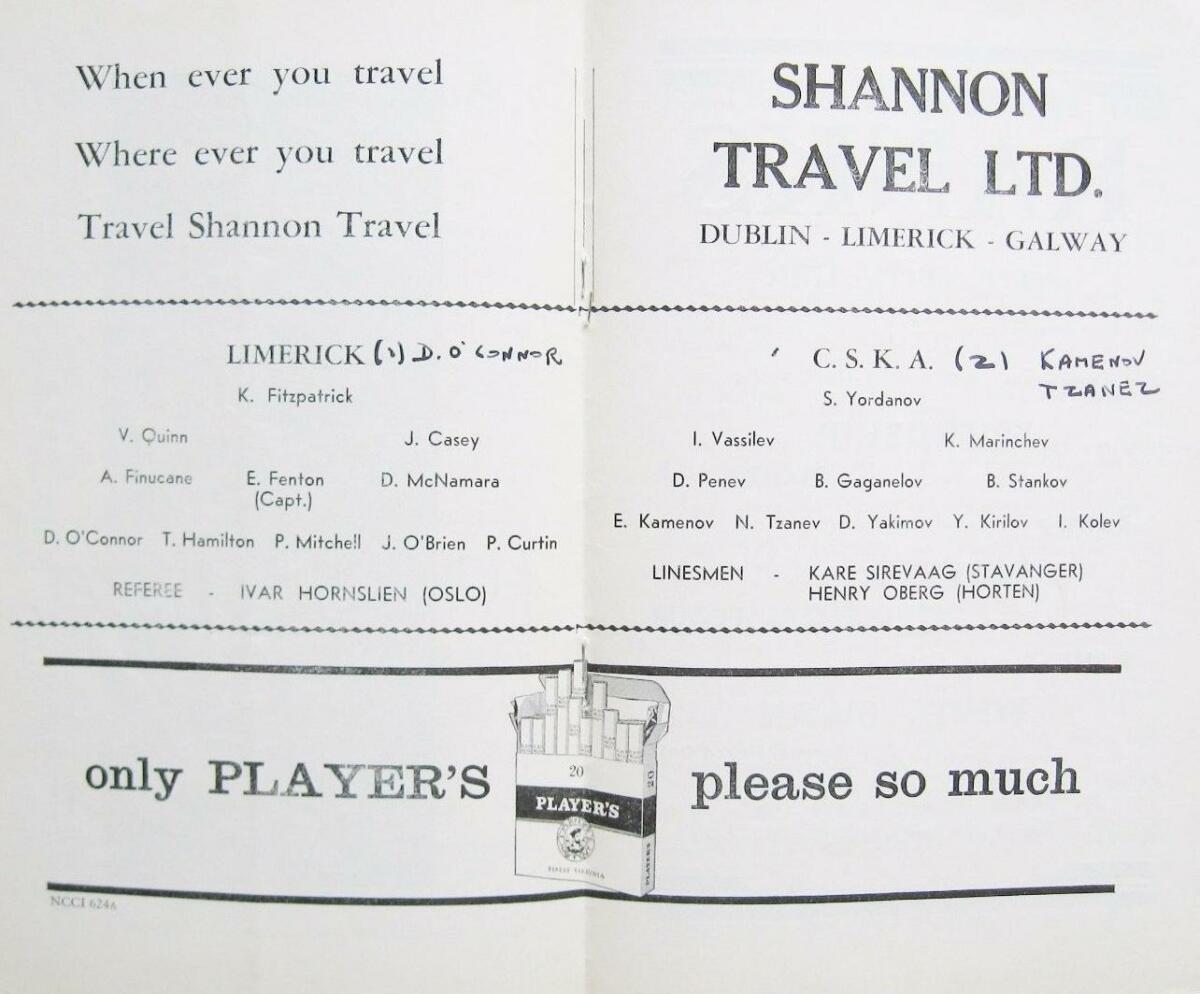 When ever you travel
Where ever you travel
Travel Shannon Travel
SHANNON
TRAVEL LTD.
DUBLIN - LIMERICK - GALWAY
LIMERICK (1) D. O'CONNOR
K. Fitzpatrick
V. Quinn J. Casey
A. Finucane E. Fenton D. McNamara
(Capt.)
D. O'Connor T. Hamilton P. Mitchell J. O'Brien P. Curtin
REFEREE - IVAR HORNSLIEN (OSLO)
C. S. K. A. (2) KAMENOV
TZANEZ
S. Yordanov
I. Vassilev K. Marinchev
D. Penev B. Gaganelov B. Stankov
E. Kamenov N. Tzanev D. Yakimov Y. Kirilov I. Kolev
LINESMEN - KARE SIREVAAG (STAVANGER)
HENRY OBERG (HORTEN)
only PLAYER'S please so much
20
20
PLAYER'S
PLAYER'S
NCCI 624A